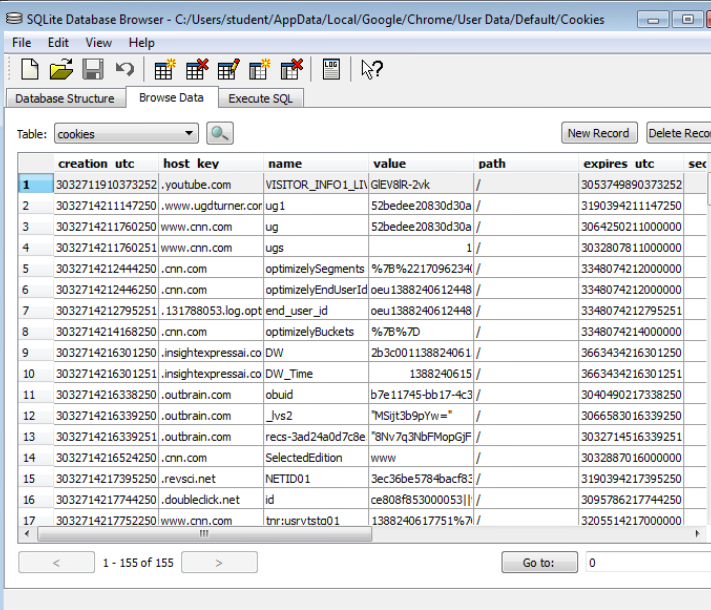 SQLite Database Browser - C:/Users/student/AppData/Local/Google/Chrome/User Data/Default/Cookies
File Edit View Help
LOG
Database Structure Browse Data Execute SQL
Table: cookies New Record Delete Recor
creation_utc host_key name value path expires_utc sec
1 3032711910373252 .youtube.com VISITOR_INFO1_LIV GlEV8lR-2vk / 3053749890373252
2 3032714211147250 .www.ugdturner.com ug1 52bedee20830d30a / 3190394211147250
3 3032714211760250 www.cnn.com ug 52bedee20830d30a / 3064250211000000
4 3032714211760251 www.cnn.com ugs 1 / 3032807811000000
5 3032714212444250 .cnn.com optimizelySegments %7B%2217096234( / 3348074212000000
6 3032714212446250 .cnn.com optimizelyEndUserId oeu1388240612448 / 3348074212000000
7 3032714212795251 .131788053.log.opt end_user_id oeu1388240612448 / 3348074212795251
8 3032714214168250 .cnn.com optimizelyBuckets %7B%7D / 3348074214000000
9 3032714216301250 .insightexpressai.co DW 2b3c001138824061 / 3663434216301250
10 3032714216301251 .insightexpressai.co DW_Time 1388240615 / 3663434216301251
11 3032714216338250 .outbrain.com obuid b7e11745-bb17-4c3 / 3040490217338250
12 3032714216339250 .outbrain.com _lvs2 "MSijt3b9pYw=" / 3066583016339250
13 3032714216339251 .outbrain.com recs-3ad24a0d7c8e "8Nv7q3NbFMopGjF / 3032714516339251
14 3032714216524250 .cnn.com SelectedEdition www / 3032887016000000
15 3032714217395250 .revsci.net NETID01 3ec36be5784bacf83 / 3190394217395250
16 3032714217744250 .doubleclick.net id ce808f853000053|| / 3095786217744250
17 3032714217752250 www.cnn.com tnr:usrvtstg01 1388240617751%7 / 3205514217000000
< 1 - 155 of 155 > Go to: 0